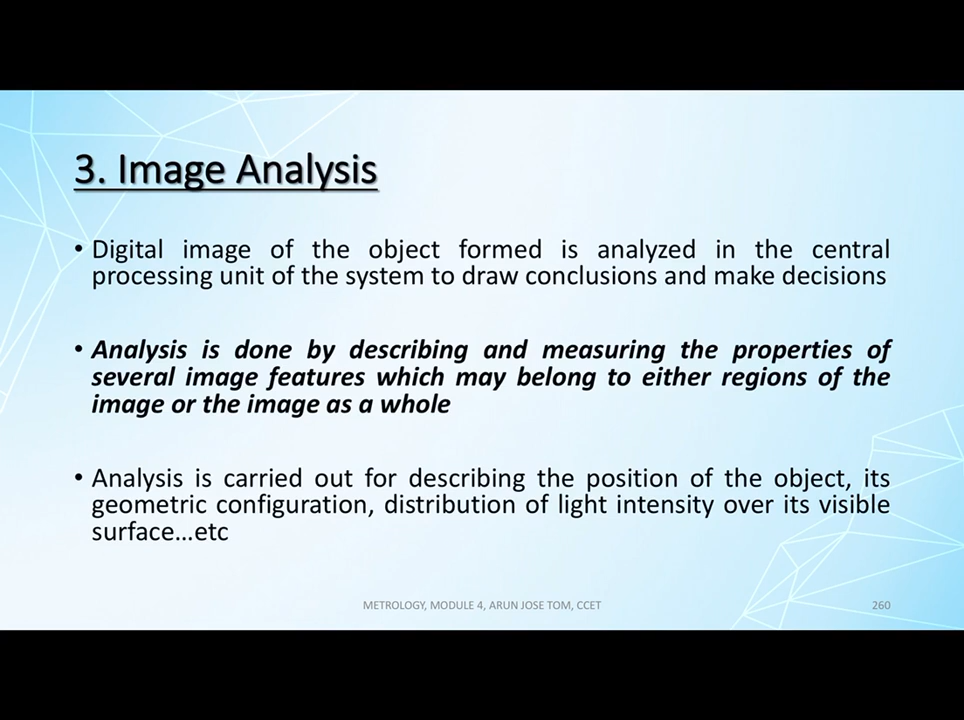 3. Image Analysis
• Digital image of the object formed is analyzed in the central
processing unit of the system to draw conclusions and make decisions
• Analysis is done by describing and measuring the properties of
several image features which may belong to either regions of the
image or the image as a whole
• Analysis is carried out for describing the position of the object, its
geometric configuration, distribution of light intensity over its visible
surface...etc
METROLOGY, MODULE 4, ARUN JOSE TOM, CCET
260